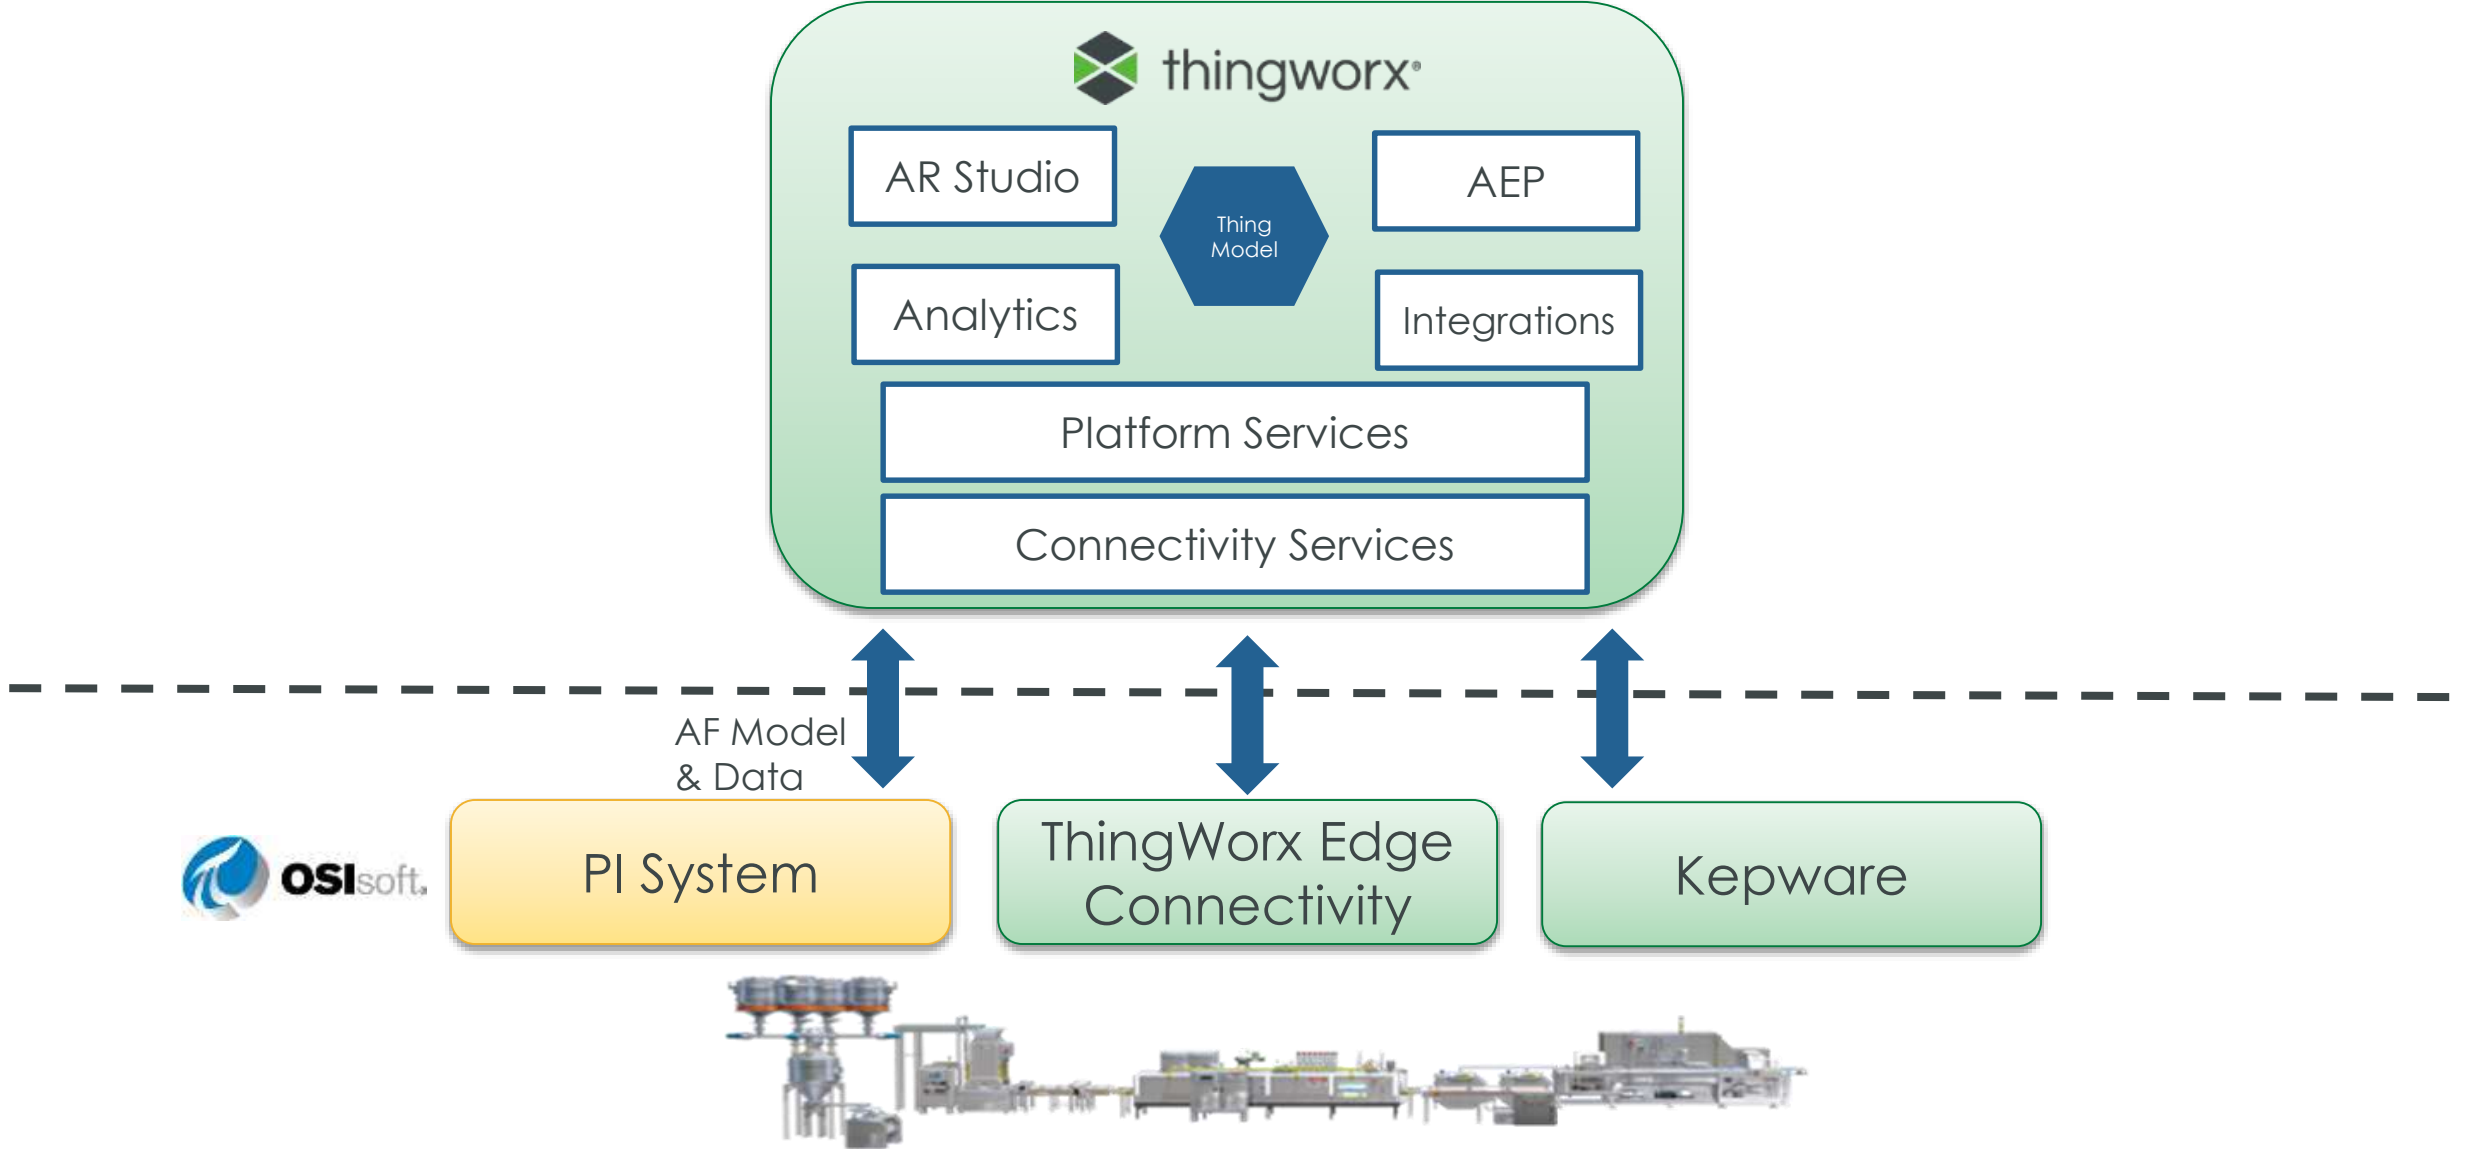 thingworx®
AR Studio
AEP
Thing
Model
Analytics
Integrations
Platform Services
Connectivity Services
AF Model
& Data
OSIsoft.
PI System
ThingWorx Edge
Connectivity
Kepware